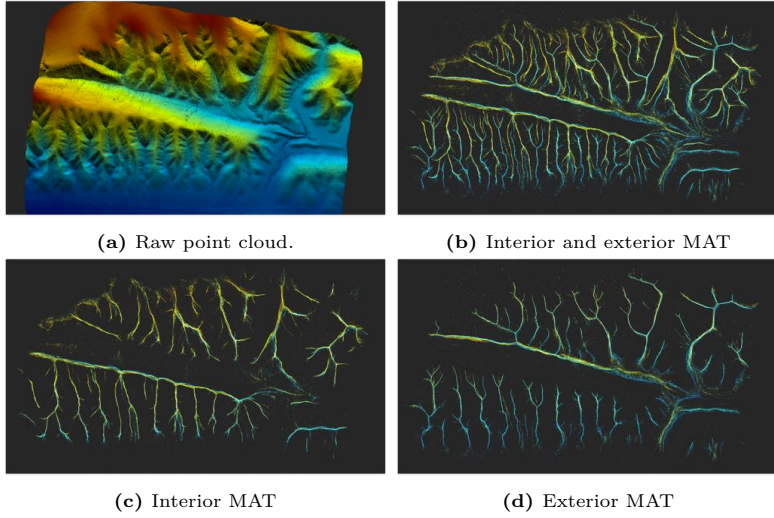 (a) Raw point cloud.
(b) Interior and exterior MAT
(c) Interior MAT
(d) Exterior MAT